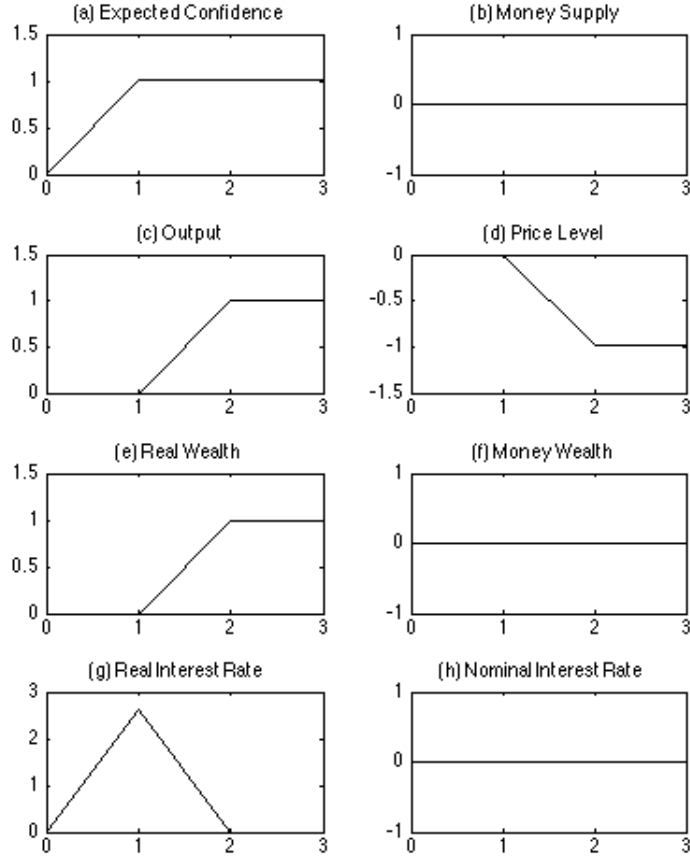 (a) Expected Confidence
1.5
1
0.5
0
0 1 2 3
(b) Money Supply
1
0
-1
0 1 2 3
(c) Output
1.5
1
0.5
0
0 1 2 3
(d) Price Level
0
-0.5
-1
-1.5
0 1 2 3
(e) Real Wealth
1.5
1
0.5
0
0 1 2 3
(f) Money Wealth
1
0
-1
0 1 2 3
(g) Real Interest Rate
3
2
1
0
0 1 2 3
(h) Nominal Interest Rate
1
0
-1
0 1 2 3